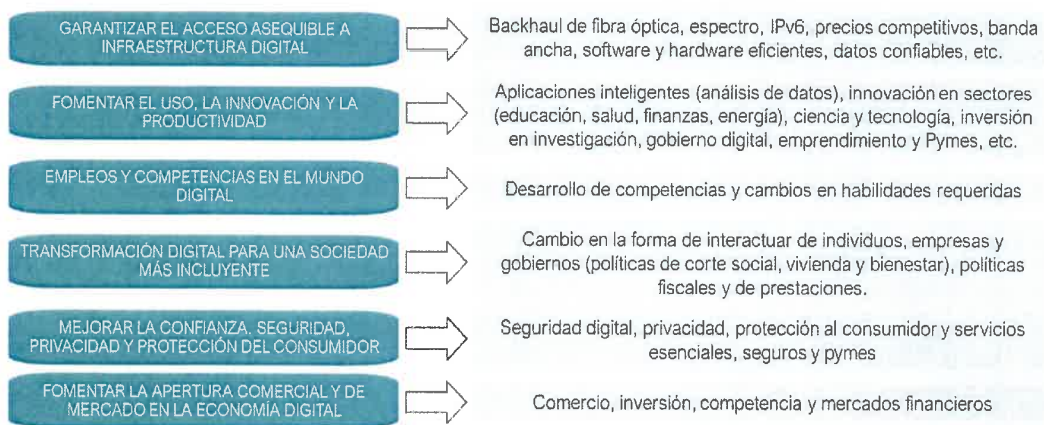 GARANTIZAR EL ACCESO ASEQUIBLE A
INFRAESTRUCTURA DIGITAL
Backhaul de fibra óptica, espectro, IPv6, precios competitivos, banda
ancha, software y hardware eficientes, datos confiables, etc.
FOMENTAR EL USO, LA INNOVACIÓN Y LA
PRODUCTIVIDAD
Aplicaciones inteligentes (análisis de datos), innovación en sectores
(educación, salud, finanzas, energía), ciencia y tecnología, inversión
en investigación, gobierno digital, emprendimiento y Pymes, etc.
EMPLEOS Y COMPETENCIAS EN EL MUNDO
DIGITAL
Desarrollo de competencias y cambios en habilidades requeridas
TRANSFORMACIÓN DIGITAL PARA UNA SOCIEDAD
MÁS INCLUYENTE
Cambio en la forma de interactuar de individuos, empresas y
gobiernos (políticas de corte social, vivienda y bienestar), políticas
fiscales y de prestaciones.
MEJORAR LA CONFIANZA, SEGURIDAD,
PRIVACIDAD Y PROTECCIÓN DEL CONSUMIDOR
Seguridad digital, privacidad, protección al consumidor y servicios
esenciales, seguros y pymes
FOMENTAR LA APERTURA COMERCIAL Y DE
MERCADO EN LA ECONOMÍA DIGITAL
Comercio, inversión, competencia y mercados financieros